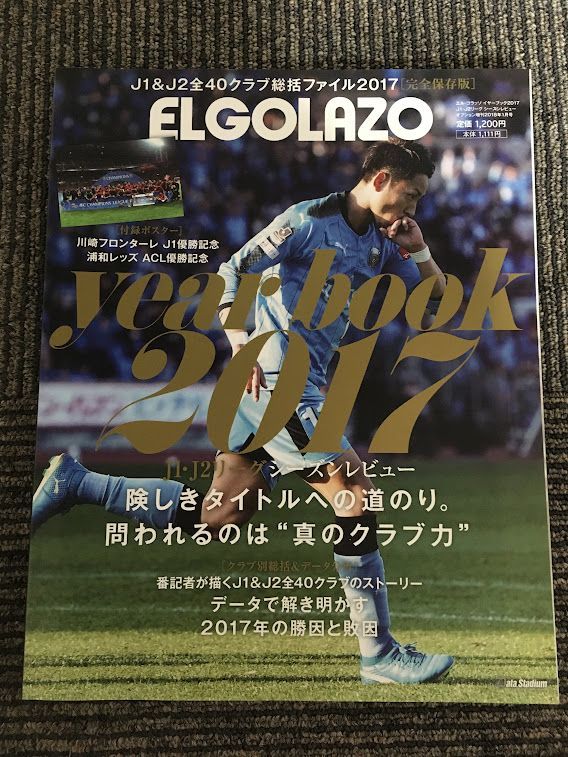 J1&J2全40クラブ総括ファイル2017[完全保存版]
ELGOLAZO
エル・ゴラッソ イヤーブック2017
J1・J2リーグ シーズンレビュー
オプション増刊2018年1月号
定価 1,200円
本体 1,111円
CHAMPIONS LEAGUE
[付録ポスター]
川崎フロンターレ J1優勝記念
浦和レッズ ACL優勝記念
year book
2017
J1・J2リーグ シーズンレビュー
険しきタイトルへの道のり。
問われるのは“真のクラブ力”
[クラブ別総括&データ
番記者が描くJ1&J2全40クラブのストーリー
データで解き明かす
2017年の勝因と敗因
ata Stadium